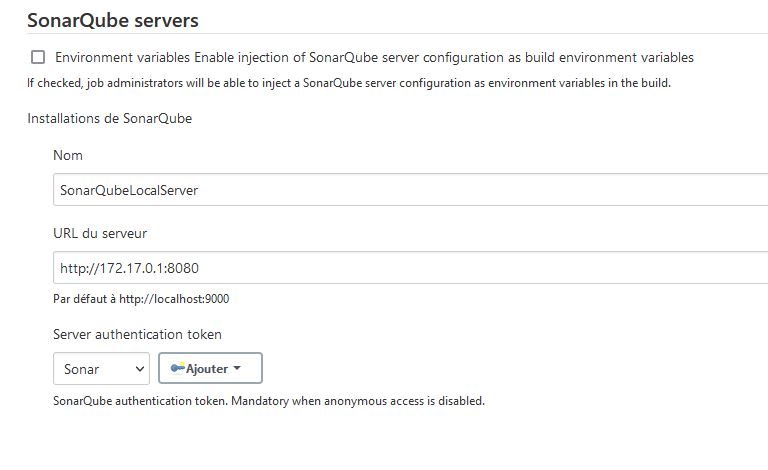 SonarQube servers
Environment variables Enable injection of SonarQube server configuration as build environment variables
If checked, job administrators will be able to inject a SonarQube server configuration as environment variables in the build.
Installations de SonarQube
Nom
SonarQubeLocalServer
URL du serveur
http://172.17.0.1:8080
Par défaut à http://localhost:9000
Server authentication token
Sonar
Ajouter
SonarQube authentication token. Mandatory when anonymous access is disabled.